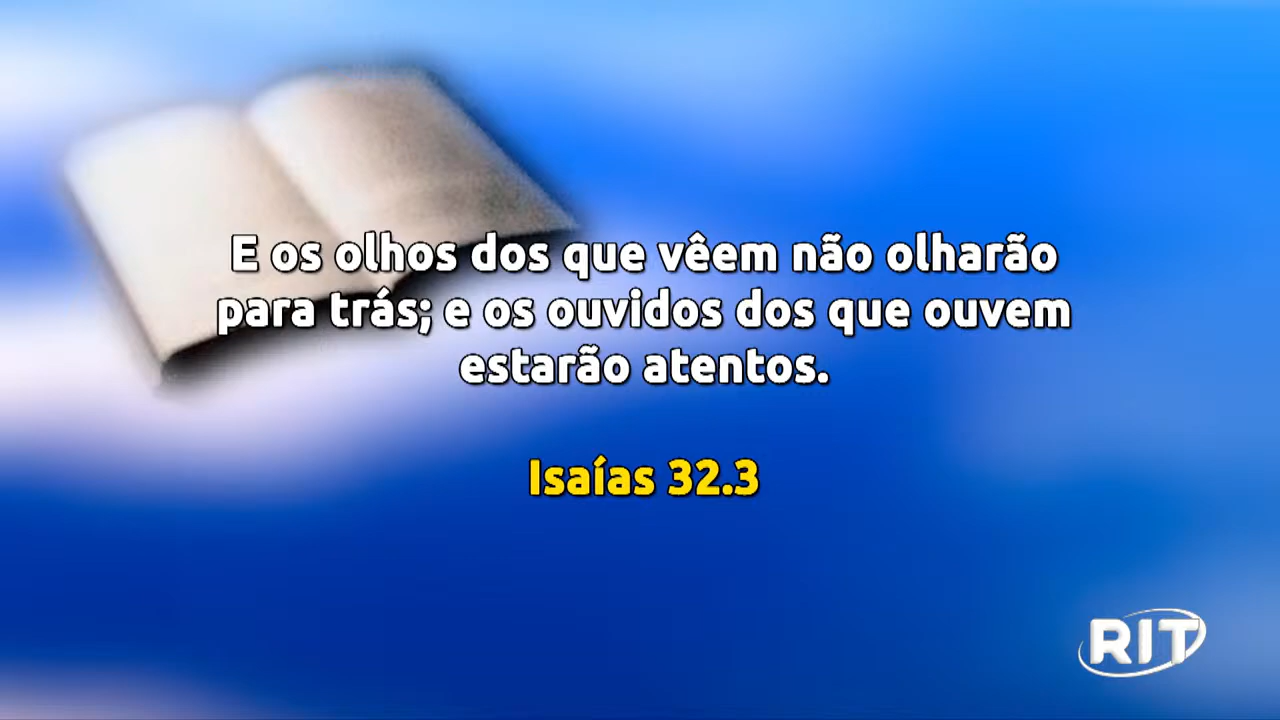 E os olhos dos que vêem não olharão
para trás; e os ouvidos dos que ouvem
estarão atentos.
Isaías 32.3
RIT